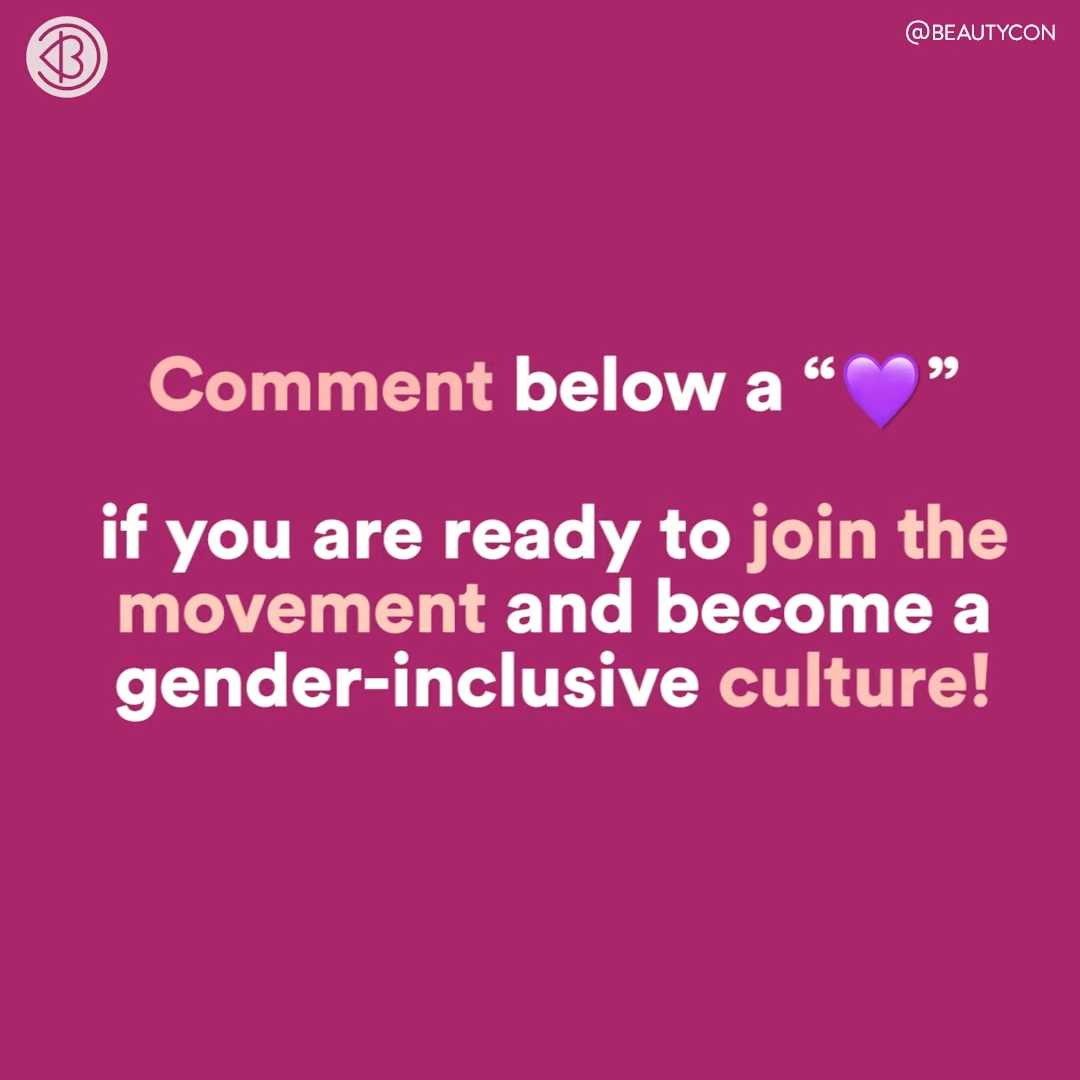 @BEAUTYCON
Comment below a “💜”
if you are ready to join the
movement and become a
gender-inclusive culture!